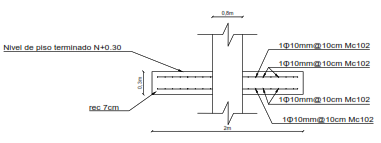 0,8m
1Φ10mm@10cm Mc102
Nivel de piso terminado N+0.30
1Φ10mm@10cm Mc102
0,3m
1Φ10mm@10cm Mc102
rec 7cm
1Φ10mm@10cm Mc102
2m